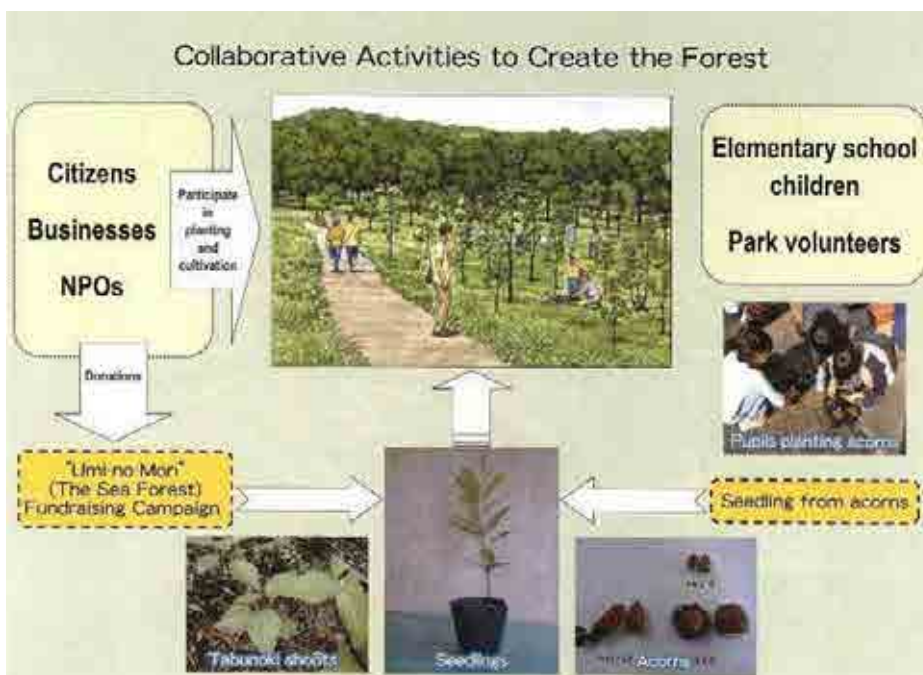 Collaborative Activities to Create the Forest
Citizens
Businesses
NPOs
Participate
in
planting
and
cultivation
Elementary school
children
Park volunteers
Donations
Pupils planting acorns
"Umi-no Mori"
(The Sea Forest)
Fundraising Campaign
Seedling from acorns
Tabunoki shoots
Seedlings
Acorns